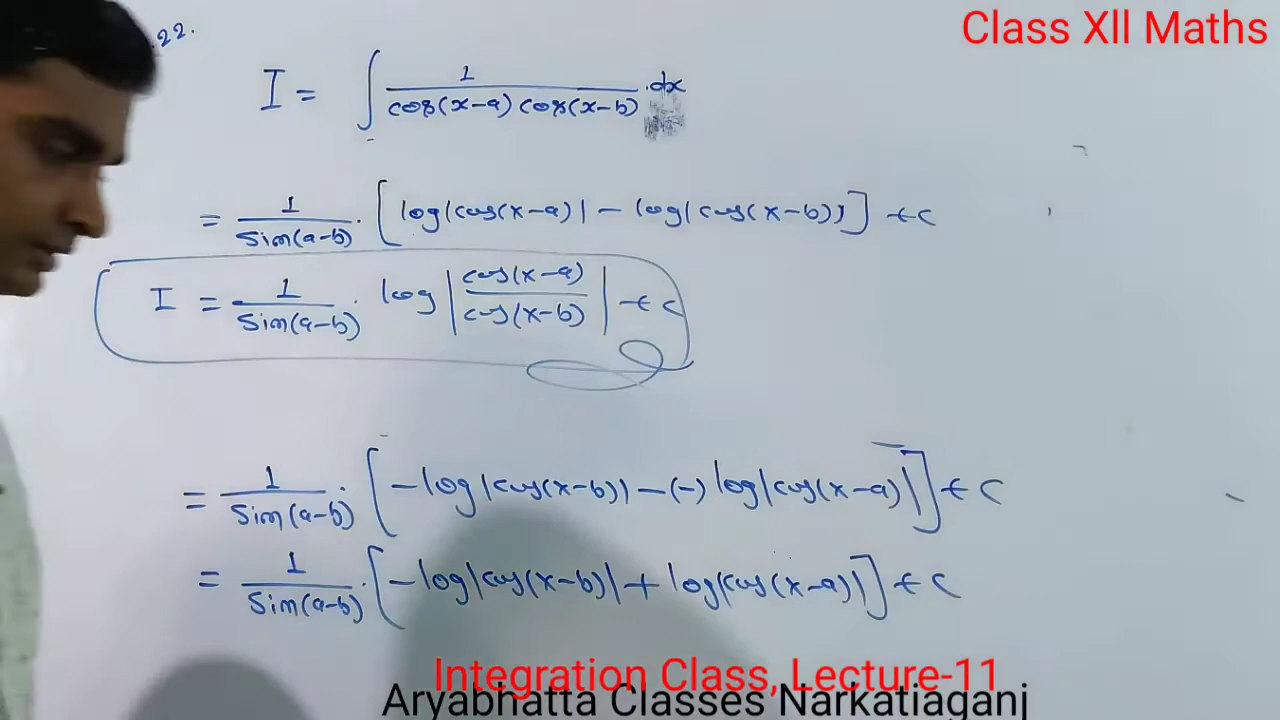 Class XII Maths
.22.
I = ∫ 1/(cos(x-a) cos(x-b)) .dx
= 1/sin(a-b) . [log|cos(x-a)| - log|cos(x-b)|] + c
I = 1/sin(a-b) . log|cos(x-a)/cos(x-b)| + c
= 1/sin(a-b) . [-log|cos(x-b)| - (-) log|cos(x-a)|] + c
= 1/sin(a-b) . [-log|cos(x-b)| + log|cos(x-a)|] + c
Integration Class, Lecture-11
Aryabhatta Classes Narkatiaganj